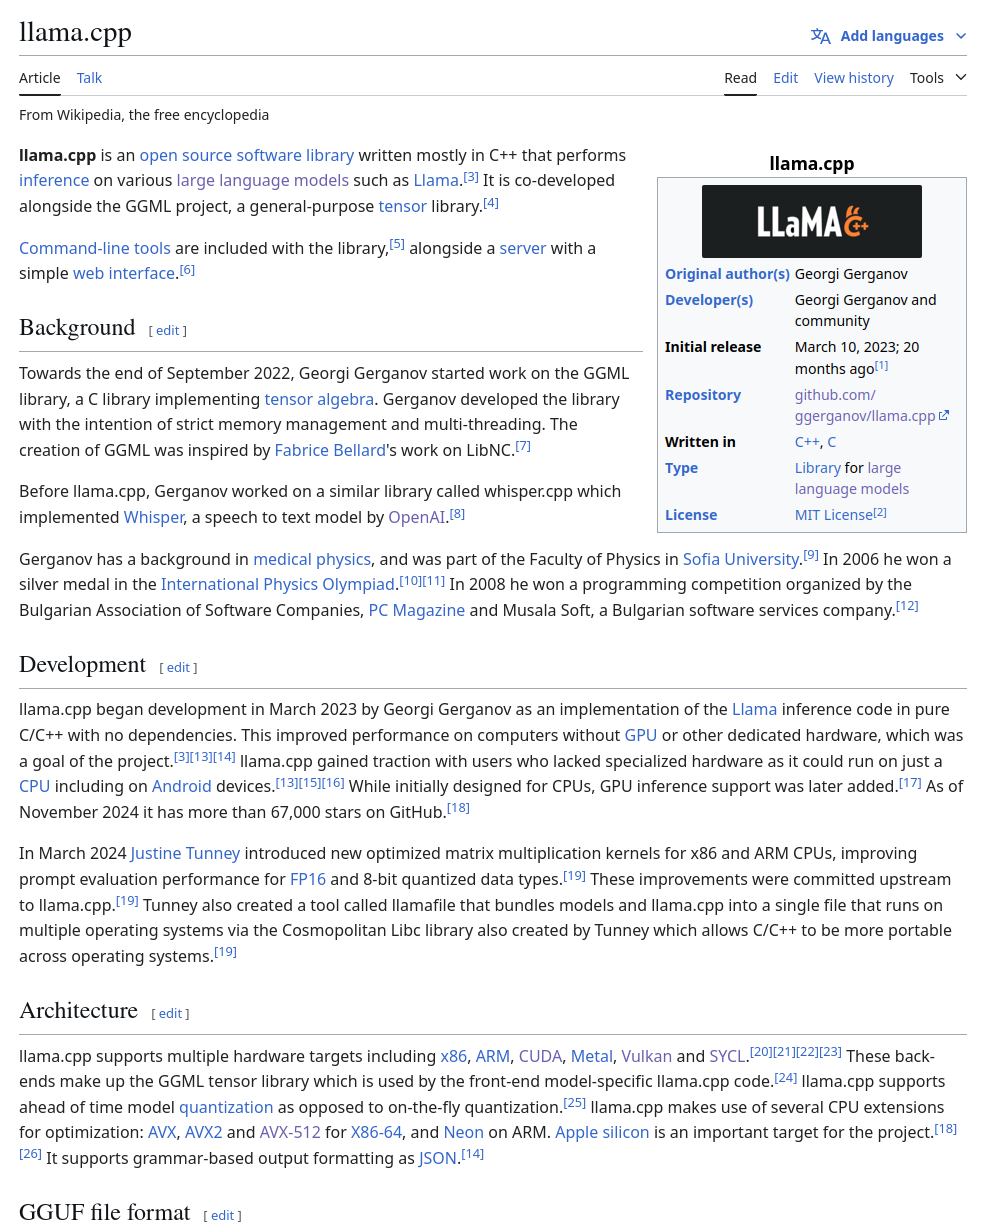 llama.cpp
Add languages
Article Talk
Read Edit View history Tools
From Wikipedia, the free encyclopedia
llama.cpp is an open source software library written mostly in C++ that performs
inference on various large language models such as Llama.[3] It is co-developed
alongside the GGML project, a general-purpose tensor library.[4]
Command-line tools are included with the library,[5] alongside a server with a
simple web interface.[6]
llama.cpp
LLaMA C++
Original author(s) Georgi Gerganov
Developer(s) Georgi Gerganov and
community
Initial release March 10, 2023; 20
months ago[1]
Repository github.com/
ggerganov/llama.cpp
Written in C++, C
Type Library for large
language models
License MIT License[2]
Background [ edit ]
Towards the end of September 2022, Georgi Gerganov started work on the GGML
library, a C library implementing tensor algebra. Gerganov developed the library
with the intention of strict memory management and multi-threading. The
creation of GGML was inspired by Fabrice Bellard's work on LibNC.[7]
Before llama.cpp, Gerganov worked on a similar library called whisper.cpp which
implemented Whisper, a speech to text model by OpenAI.[8]
Gerganov has a background in medical physics, and was part of the Faculty of Physics in Sofia University.[9] In 2006 he won a
silver medal in the International Physics Olympiad.[10][11] In 2008 he won a programming competition organized by the
Bulgarian Association of Software Companies, PC Magazine and Musala Soft, a Bulgarian software services company.[12]
Development [ edit ]
llama.cpp began development in March 2023 by Georgi Gerganov as an implementation of the Llama inference code in pure
C/C++ with no dependencies. This improved performance on computers without GPU or other dedicated hardware, which was
a goal of the project.[3][13][14] llama.cpp gained traction with users who lacked specialized hardware as it could run on just a
CPU including on Android devices.[13][15][16] While initially designed for CPUs, GPU inference support was later added.[17] As of
November 2024 it has more than 67,000 stars on GitHub.[18]
In March 2024 Justine Tunney introduced new optimized matrix multiplication kernels for x86 and ARM CPUs, improving
prompt evaluation performance for FP16 and 8-bit quantized data types.[19] These improvements were committed upstream
to llama.cpp.[19] Tunney also created a tool called llamafile that bundles models and llama.cpp into a single file that runs on
multiple operating systems via the Cosmopolitan Libc library also created by Tunney which allows C/C++ to be more portable
across operating systems.[19]
Architecture [ edit ]
llama.cpp supports multiple hardware targets including x86, ARM, CUDA, Metal, Vulkan and SYCL.[20][21][22][23] These back-
ends make up the GGML tensor library which is used by the front-end model-specific llama.cpp code.[24] llama.cpp supports
ahead of time model quantization as opposed to on-the-fly quantization.[25] llama.cpp makes use of several CPU extensions
for optimization: AVX, AVX2 and AVX-512 for X86-64, and Neon on ARM. Apple silicon is an important target for the project.[18]
[26] It supports grammar-based output formatting as JSON.[14]
GGUF file format [ edit ]